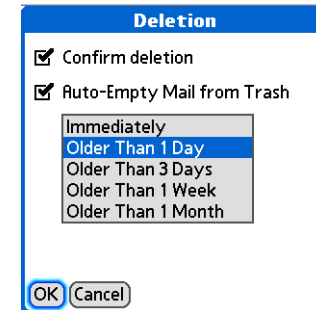 Deletion
Confirm deletion
Auto-Empty Mail from Trash
Immediately
Older Than 1 Day
Older Than 3 Days
Older Than 1 Week
Older Than 1 Month
OK Cancel